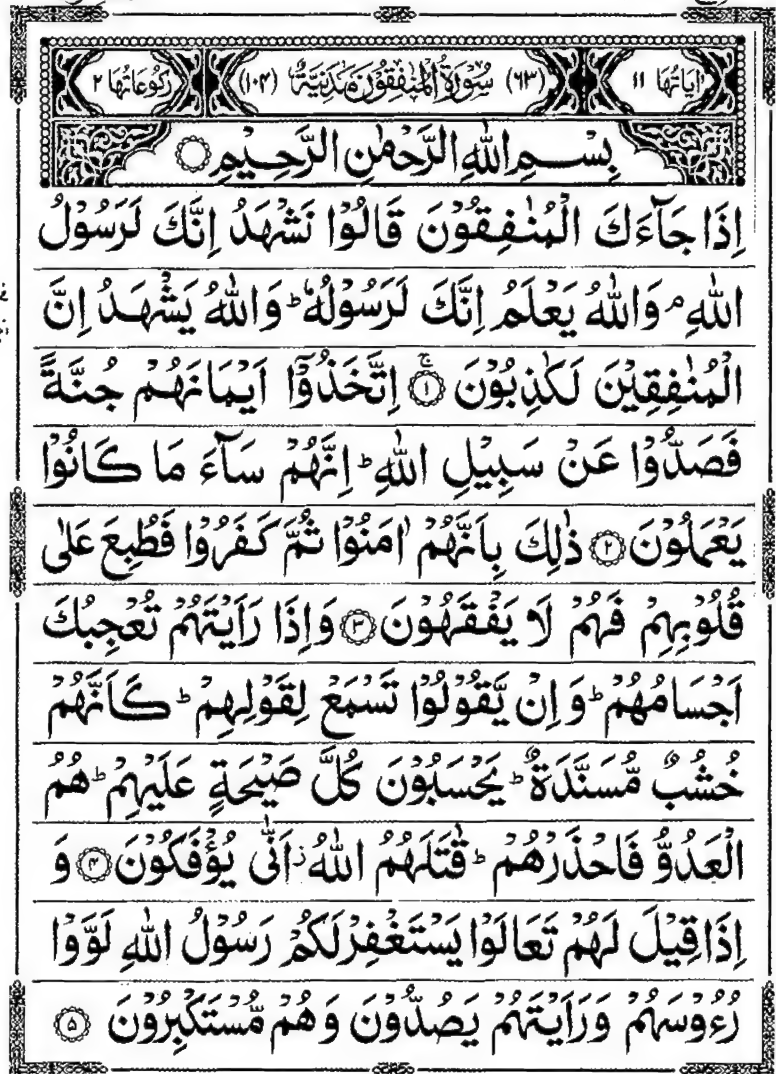 اٰيَاتُهَا ١١ (٦٣) سُوْرَةُ الْمُنٰفِقُوْنَ مَدَنِيَّةٌ (١٠٤) رُكُوْعَاتُهَا ٢
بِسْمِ اللّٰهِ الرَّحْمٰنِ الرَّحِيْمِ
اِذَا جَآءَكَ الْمُنٰفِقُوْنَ قَالُوْا نَشْهَدُ اِنَّكَ لَرَسُوْلُ
اللّٰهِ ۘ وَاللّٰهُ يَعْلَمُ اِنَّكَ لَرَسُوْلُهٗ ؕ وَاللّٰهُ يَشْهَدُ اِنَّ
الْمُنٰفِقِيْنَ لَكٰذِبُوْنَ ۚ ﴿١﴾ اِتَّخَذُوْۤا اَيْمَانَهُمْ جُنَّةً
فَصَدُّوْا عَنْ سَبِيْلِ اللّٰهِ ؕ اِنَّهُمْ سَآءَ مَا كَانُوْا
يَعْمَلُوْنَ ﴿٢﴾ ذٰلِكَ بِاَنَّهُمْ اٰمَنُوْا ثُمَّ كَفَرُوْا فَطُبِعَ عَلٰى
قُلُوْبِهِمْ فَهُمْ لَا يَفْقَهُوْنَ ﴿٣﴾ وَاِذَا رَاَيْتَهُمْ تُعْجِبُكَ
اَجْسَامُهُمْ ؕ وَاِنْ يَّقُوْلُوْا تَسْمَعْ لِقَوْلِهِمْ ؕ كَاَنَّهُمْ
خُشُبٌ مُّسَنَّدَةٌ ؕ يَحْسَبُوْنَ كُلَّ صَيْحَةٍ عَلَيْهِمْ ؕ هُمُ
الْعَدُوُّ فَاحْذَرْهُمْ ؕ قٰتَلَهُمُ اللّٰهُ ؗ اَنّٰى يُؤْفَكُوْنَ ﴿٤﴾ وَ
اِذَا قِيْلَ لَهُمْ تَعَالَوْا يَسْتَغْفِرْ لَكُمْ رَسُوْلُ اللّٰهِ لَوَّوْا
رُءُوْسَهُمْ وَرَاَيْتَهُمْ يَصُدُّوْنَ وَهُمْ مُّسْتَكْبِرُوْنَ ﴿٥﴾